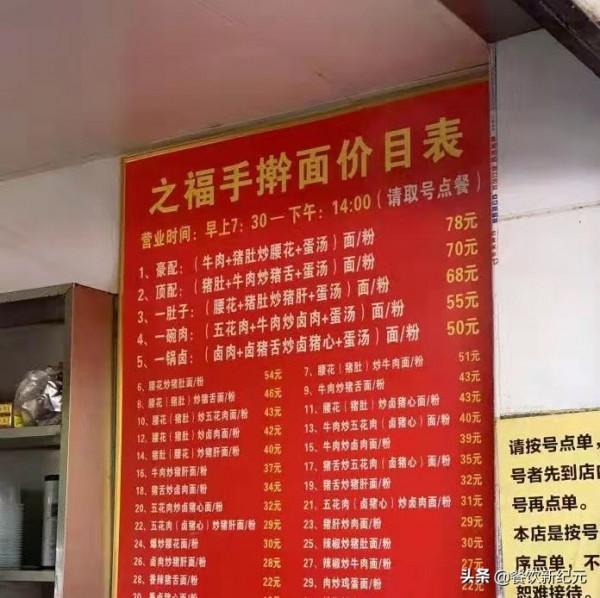 之福手擀面价目表
营业时间：早上7：30—下午：14:00（请取号点餐）
1、豪配：（牛肉+猪肚炒腰花+蛋汤）面/粉 78元
2、顶配：（猪肚+牛肉炒猪舌+蛋汤）面/粉 70元
3、一肚子：（腰花+猪肚炒猪肝+蛋汤）面/粉 68元
4、一碗肉：（五花肉+牛肉炒卤肉+蛋汤）面/粉 55元
5、一锅卤：（卤肉+卤猪舌炒卤猪心+蛋汤）面/粉 50元
6、腰花炒猪肚面/粉 54元
7、腰花（猪肚）炒牛肉面/粉 51元
8、腰花（猪肚）炒猪舌面/粉 46元
9、牛肉炒猪舌面/粉 43元
10、腰花（猪肚）炒五花肉面/粉 43元
11、腰花（猪肚）炒卤猪心面/粉 43元
12、腰花（猪肚）炒卤肉面/粉 42元
13、牛肉炒五花肉（卤猪心）面/粉 40元
14、腰花（猪肚）炒猪肝面/粉 40元
15、牛肉炒卤肉面/粉 39元
16、牛肉炒猪肝面/粉 37元
17、猪舌炒五花肉（卤猪心）面/粉 35元
18、猪舌炒卤肉面/粉 34元
19、猪舌炒猪肝面/粉 32元
20、五花肉炒卤猪心面/粉 32元
21、五花肉（卤猪心）炒卤肉面/粉 31元
22、五花肉（卤猪心）炒猪肝面/粉 29元
23、猪肝炒肉面/粉 29元
24、爆炒腰花面/粉 30元
25、辣椒炒猪肚面/粉 30元
26、卤肉炒猪肝面/粉 28元
27、辣椒炒牛肉面/粉 27元
28、香辣猪舌面/粉 22元
29、肉炒鸡蛋面/粉 22元
请按号点单，
号者先到店
号再点单。
本店是按号
序点单，不
恕难接待。
头条 @餐饮新纪元